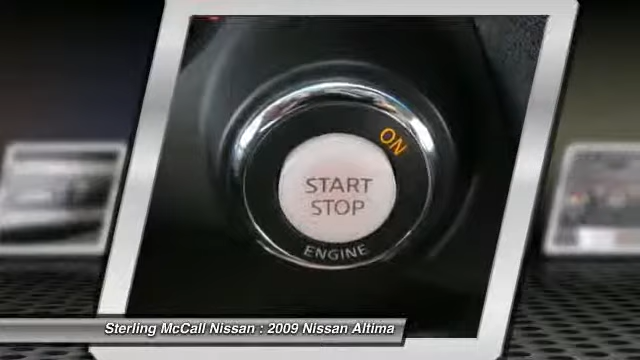 ON
START
STOP
ENGINE
Sterling McCall Nissan : 2009 Nissan Altima